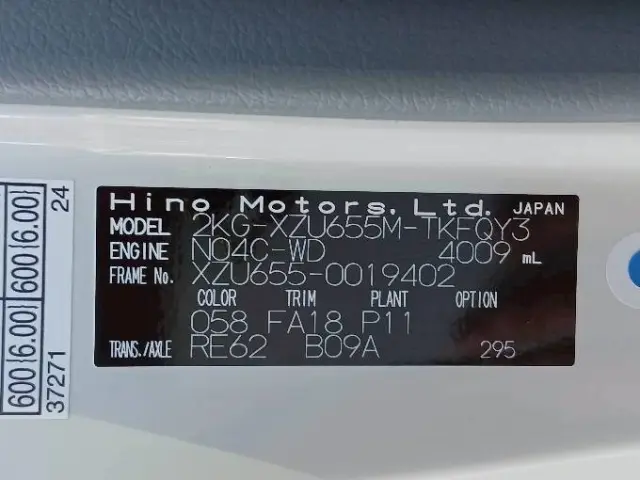 Hino Motors, Ltd. JAPAN
MODEL 2KG-XZU655M-TKFQY3
ENGINE N04C-WD 4009 mL
FRAME No. XZU655-0019402
COLOR TRIM PLANT OPTION
058 FA18 P11
TRANS./AXLE RE62 B09A 295
600{6.00} 600{6.00}
37271 24